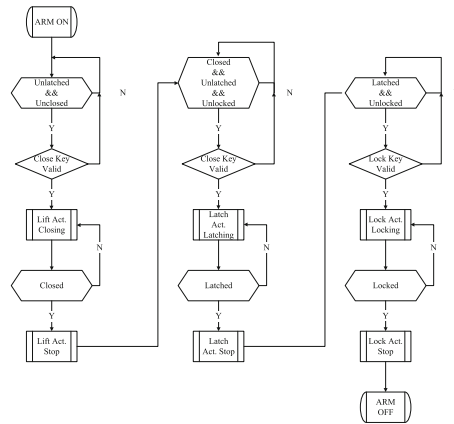 ARM ON
Unlatched
&&
Unclosed
N
Y
Close Key
Valid
Y
Lift Act.
Closing
N
Closed
Y
Lift Act.
Stop
Closed
&&
Unlatched
&&
Unlocked
N
Y
Close Key
Valid
Y
Latch
Act.
Latching
N
Latched
Y
Latch
Act. Stop
Latched
&&
Unlocked
Y
Lock Key
Valid
Y
Lock Act.
Locking
N
Locked
Y
Lock Act.
Stop
ARM
OFF